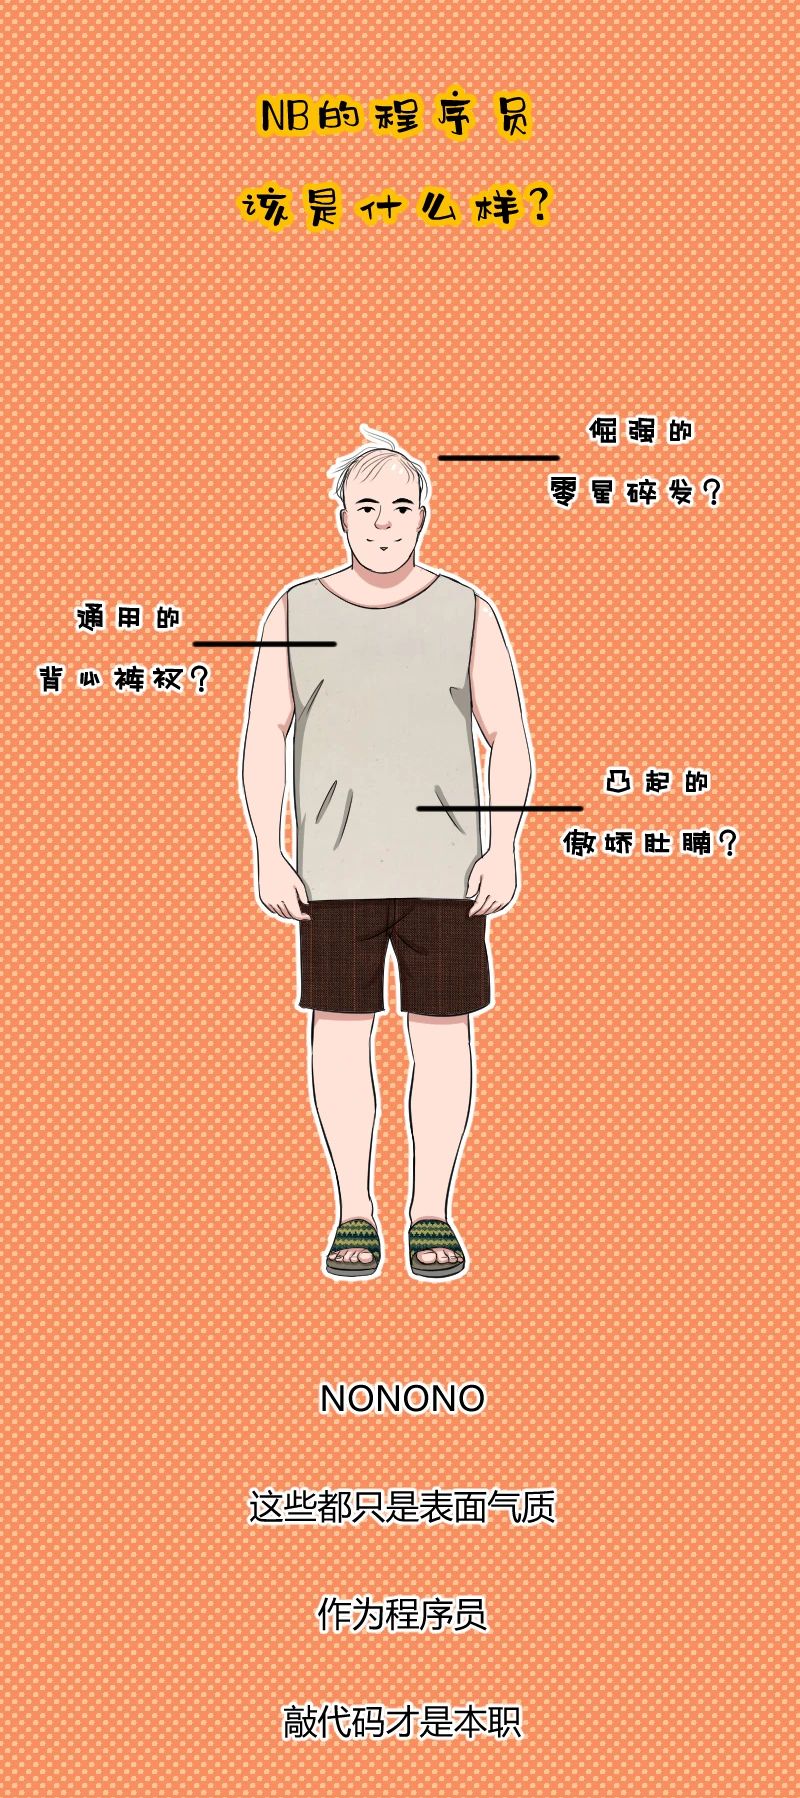 NB的程序员
该是什么样?
倔强的
零星碎发?
通用的
背心裤衩?
凸起的
傲娇肚腩?
NONONO
这些都只是表面气质
作为程序员
敲代码才是本职